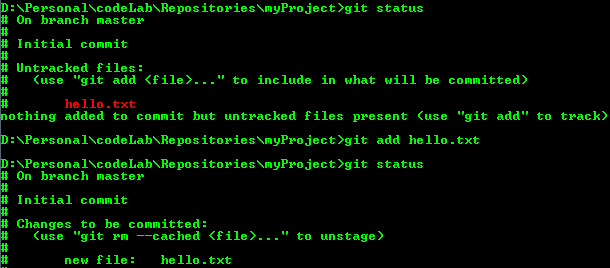 D:\Personal\codeLab\Repositories\myProject>git status
# On branch master
#
# Initial commit
#
# Untracked files:
#   (use "git add <file>..." to include in what will be committed)
#
#       hello.txt
nothing added to commit but untracked files present (use "git add" to track)
D:\Personal\codeLab\Repositories\myProject>git add hello.txt
D:\Personal\codeLab\Repositories\myProject>git status
# On branch master
#
# Initial commit
#
# Changes to be committed:
#   (use "git rm --cached <file>..." to unstage)
#
#       new file:   hello.txt